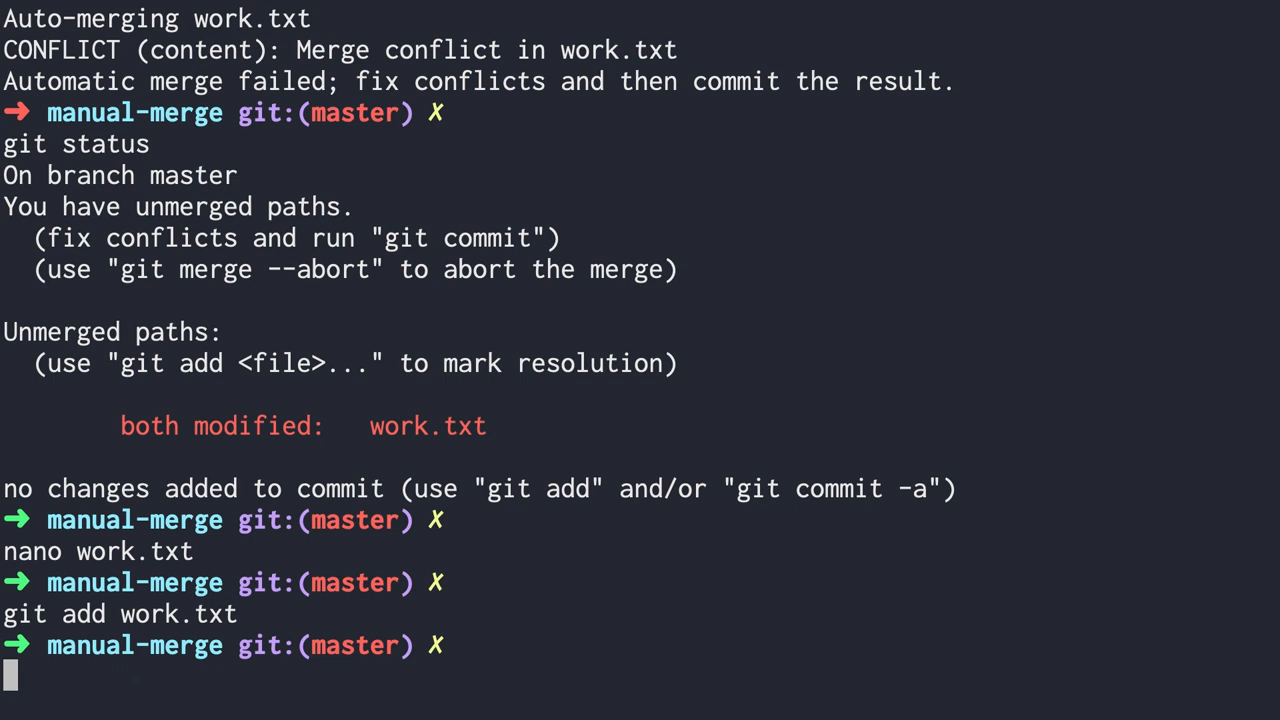 Auto-merging work.txt
CONFLICT (content): Merge conflict in work.txt
Automatic merge failed; fix conflicts and then commit the result.
➜ manual-merge git:(master) ✗
git status
On branch master
You have unmerged paths.
  (fix conflicts and run "git commit")
  (use "git merge --abort" to abort the merge)

Unmerged paths:
  (use "git add <file>..." to mark resolution)

        both modified:   work.txt

no changes added to commit (use "git add" and/or "git commit -a")
➜ manual-merge git:(master) ✗
nano work.txt
➜ manual-merge git:(master) ✗
git add work.txt
➜ manual-merge git:(master) ✗